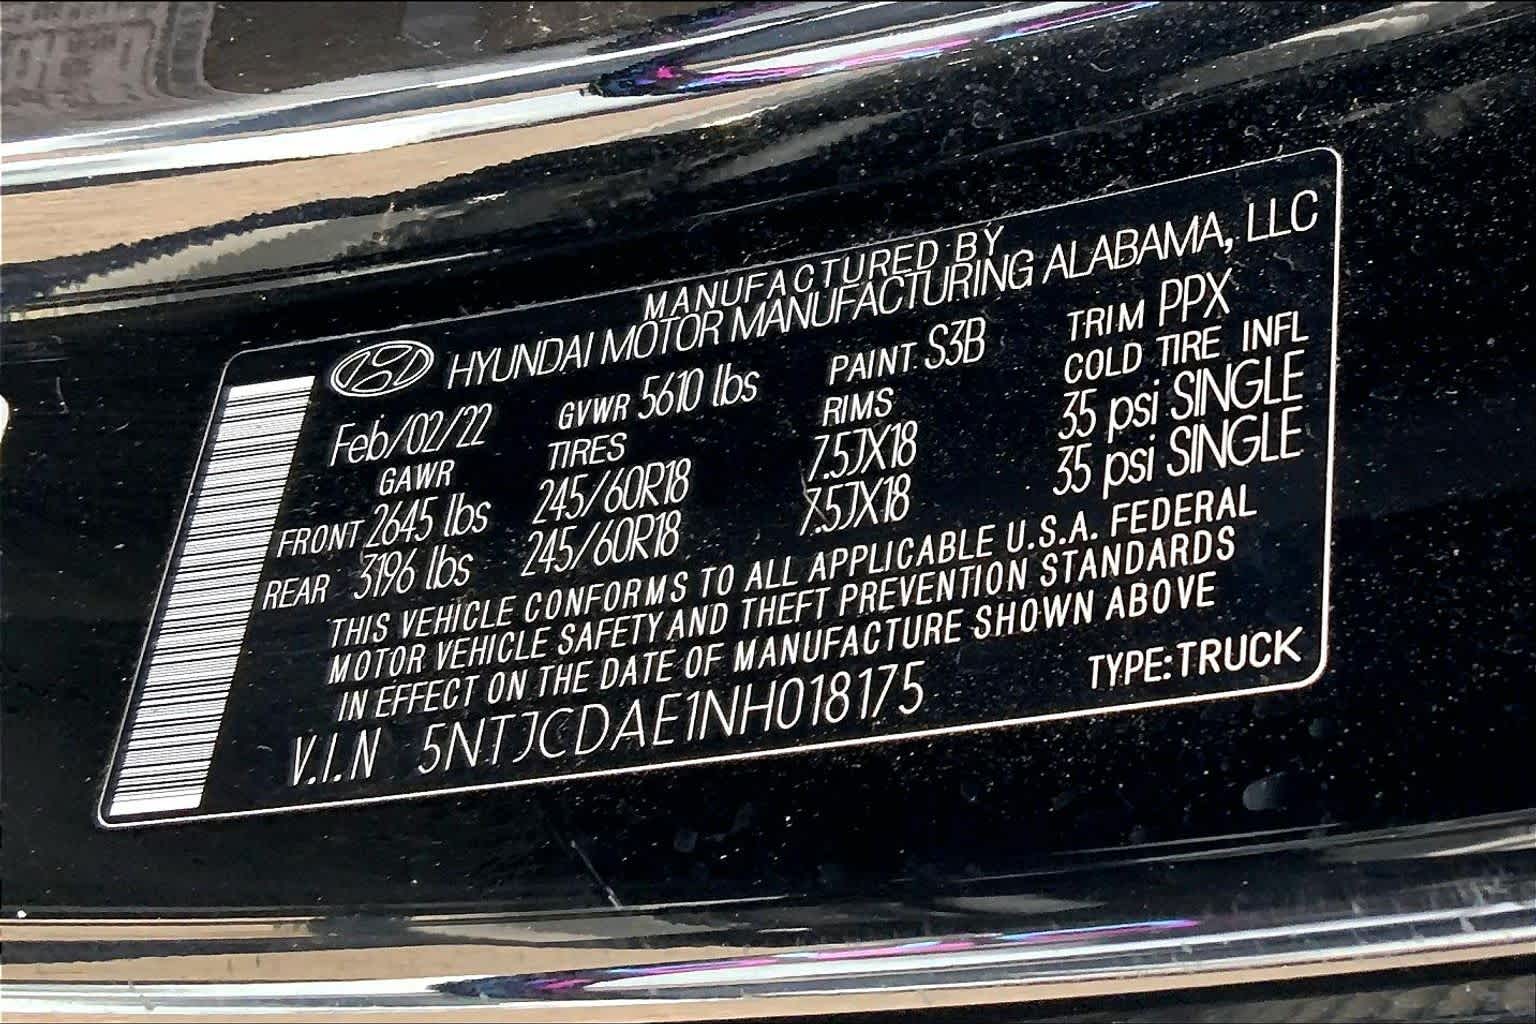 MANUFACTURED BY
HYUNDAI MOTOR MANUFACTURING ALABAMA, LLC
Feb/02/22 GVWR 5610 lbs PAINT S3B TRIM PPX
GAWR TIRES RIMS COLD TIRE INFL
FRONT 2645 lbs 245/60R18 7.5JX18 35 psi SINGLE
REAR 3196 lbs 245/60R18 7.5JX18 35 psi SINGLE
THIS VEHICLE CONFORMS TO ALL APPLICABLE U.S.A. FEDERAL
MOTOR VEHICLE SAFETY AND THEFT PREVENTION STANDARDS
IN EFFECT ON THE DATE OF MANUFACTURE SHOWN ABOVE
V.I.N 5NTJCDAE1NH018175 TYPE:TRUCK